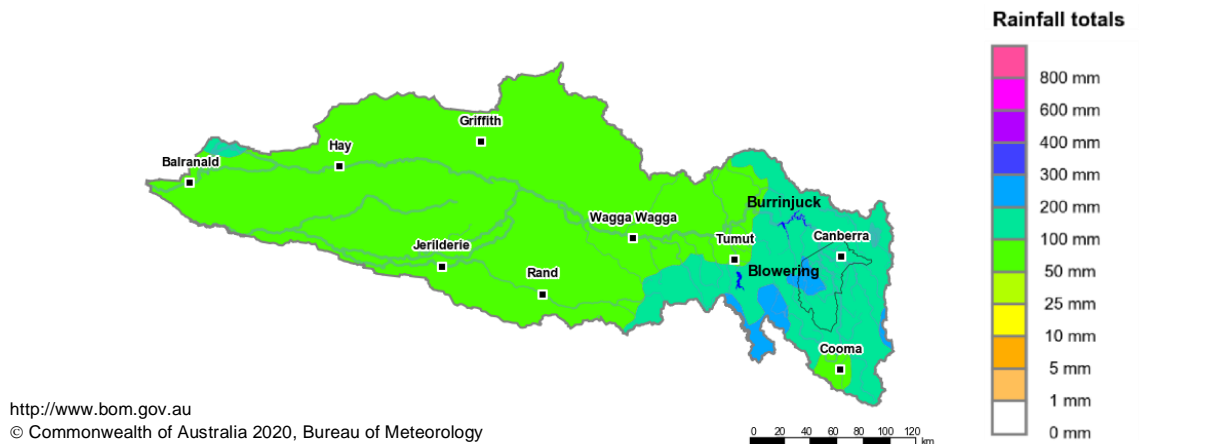 Rainfall totals
800 mm
600 mm
400 mm
300 mm
200 mm
100 mm
50 mm
25 mm
10 mm
5 mm
1 mm
0 mm
Griffith
Hay
Balranald
Burrinjuck
Wagga Wagga
Canberra
Tumut
Jerilderie
Blowering
Rand
Cooma
http://www.bom.gov.au
© Commonwealth of Australia 2020, Bureau of Meteorology
0 20 40 60 80 100 120
km